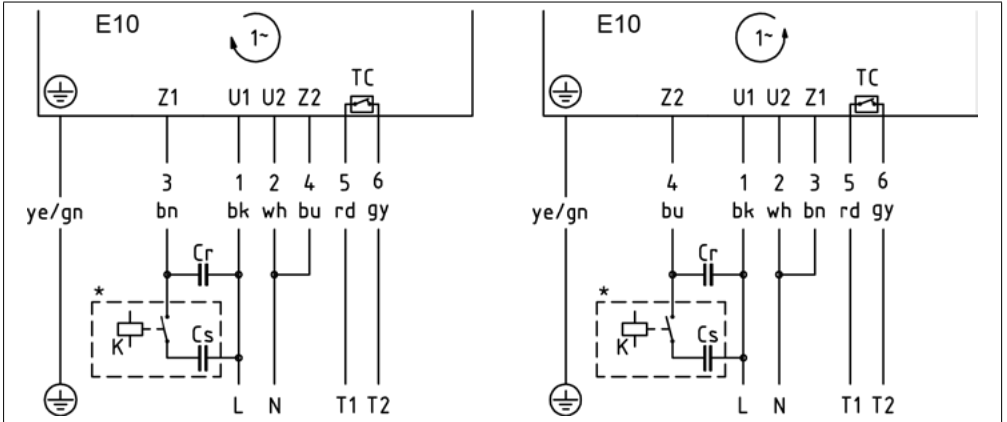 E10 1~ E10 1~
TC TC
Z1 U1 U2 Z2 Z2 U1 U2 Z1
3 1 2 4 5 6 4 1 2 3 5 6
ye/gn bn bk wh bu rd gy ye/gn bu bk wh bn rd gy
Cr Cr
* *
K Cs K Cs
L N T1 T2 L N T1 T2